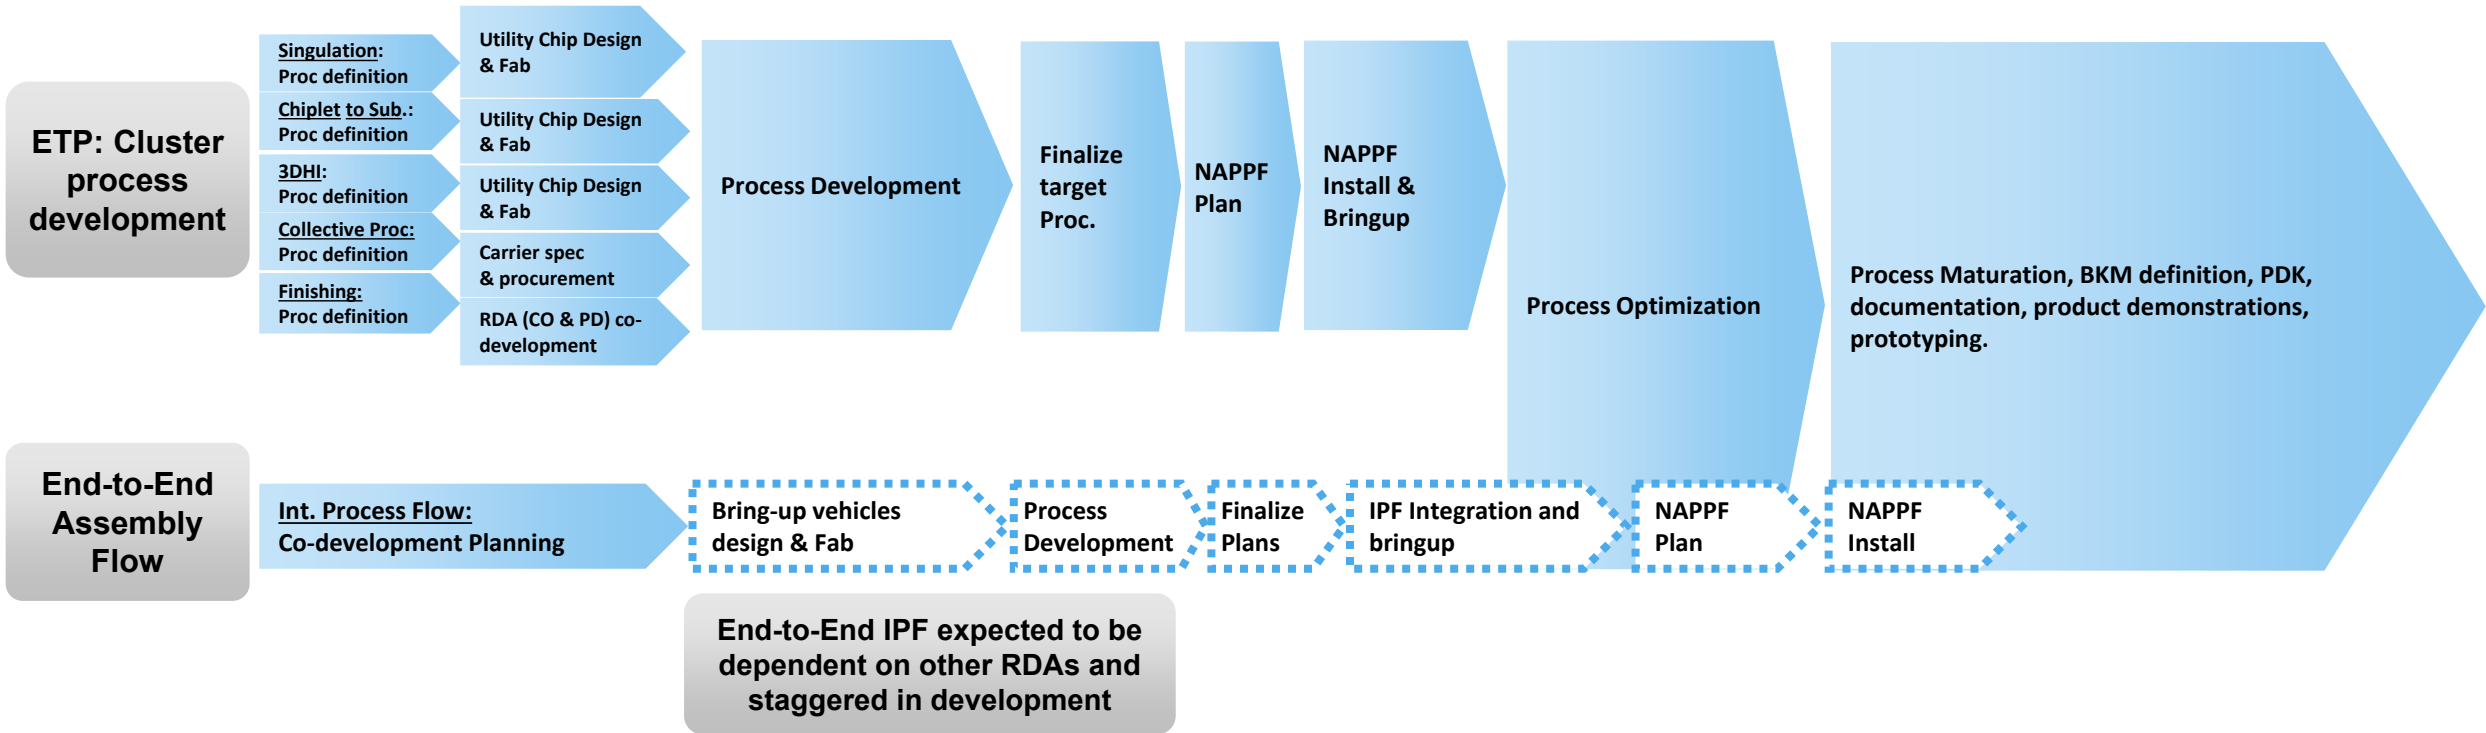 ETP: Cluster
process
development
Singulation:
Proc definition
Chiplet to Sub.:
Proc definition
3DHI:
Proc definition
Collective Proc:
Proc definition
Finishing:
Proc definition
Utility Chip Design
& Fab
Utility Chip Design
& Fab
Utility Chip Design
& Fab
Carrier spec
& procurement
RDA (CO & PD) co-
development
Process Development
Finalize
target
Proc.
NAPPF
Plan
NAPPF
Install &
Bringup
Process Optimization
Process Maturation, BKM definition, PDK,
documentation, product demonstrations,
prototyping.
End-to-End
Assembly
Flow
Int. Process Flow:
Co-development Planning
Bring-up vehicles
design & Fab
Process
Development
Finalize
Plans
IPF Integration and
bringup
NAPPF
Plan
NAPPF
Install
End-to-End IPF expected to be
dependent on other RDAs and
staggered in development